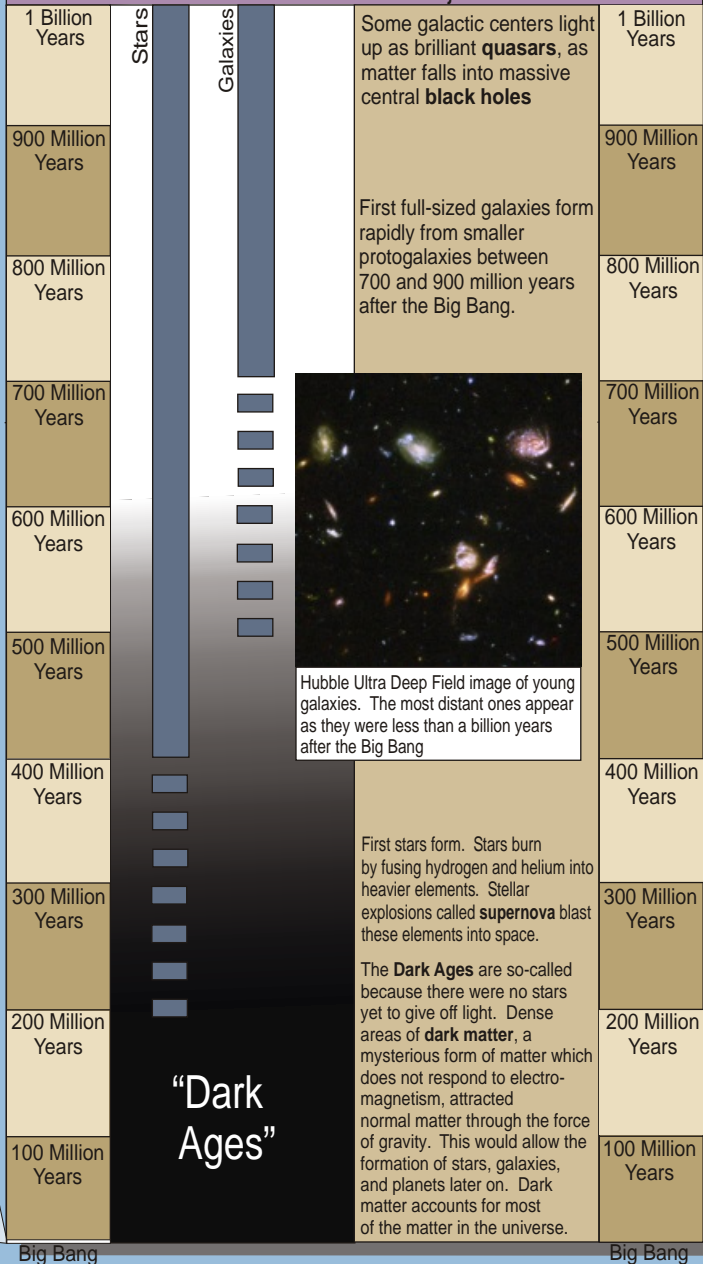 1 Billion
Years
900 Million
Years
800 Million
Years
700 Million
Years
600 Million
Years
500 Million
Years
400 Million
Years
300 Million
Years
200 Million
Years
100 Million
Years
Big Bang
Stars
Galaxies
"Dark
Ages"
Some galactic centers light
up as brilliant quasars, as
matter falls into massive
central black holes
First full-sized galaxies form
rapidly from smaller
protogalaxies between
700 and 900 million years
after the Big Bang.
Hubble Ultra Deep Field image of young
galaxies. The most distant ones appear
as they were less than a billion years
after the Big Bang
First stars form. Stars burn
by fusing hydrogen and helium into
heavier elements. Stellar
explosions called supernova blast
these elements into space.
The Dark Ages are so-called
because there were no stars
yet to give off light. Dense
areas of dark matter, a
mysterious form of matter which
does not respond to electro-
magnetism, attracted
normal matter through the force
of gravity. This would allow the
formation of stars, galaxies,
and planets later on. Dark
matter accounts for most
of the matter in the universe.
1 Billion
Years
900 Million
Years
800 Million
Years
700 Million
Years
600 Million
Years
500 Million
Years
400 Million
Years
300 Million
Years
200 Million
Years
100 Million
Years
Big Bang